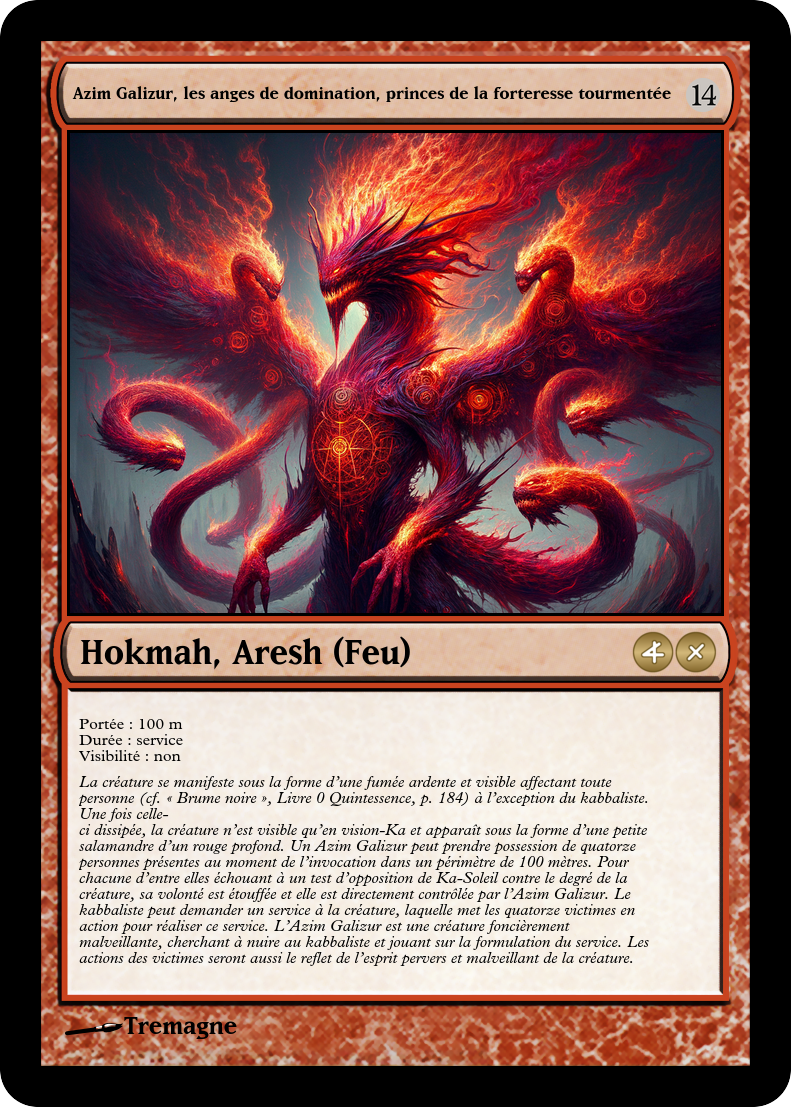 Azim Galizur, les anges de domination, princes de la forteresse tourmentée 14
Hokmah, Aresh (Feu)
Portée : 100 m
Durée : service
Visibilité : non
La créature se manifeste sous la forme d’une fumée ardente et visible affectant toute
personne (cf. « Brume noire », Livre 0 Quintessence, p. 184) à l’exception du kabbaliste.
Une fois celle-
ci dissipée, la créature n’est visible qu’en vision-Ka et apparaît sous la forme d’une petite
salamandre d’un rouge profond. Un Azim Galizur peut prendre possession de quatorze
personnes présentes au moment de l’invocation dans un périmètre de 100 mètres. Pour
chacune d’entre elles échouant à un test d’opposition de Ka-Soleil contre le degré de la
créature, sa volonté est étouffée et elle est directement contrôlée par l’Azim Galizur. Le
kabbaliste peut demander un service à la créature, laquelle met les quatorze victimes en
action pour réaliser ce service. L’Azim Galizur est une créature foncièrement
malveillante, cherchant à nuire au kabbaliste et jouant sur la formulation du service. Les
actions des victimes seront aussi le reflet de l’esprit pervers et malveillant de la créature.
Tremagne